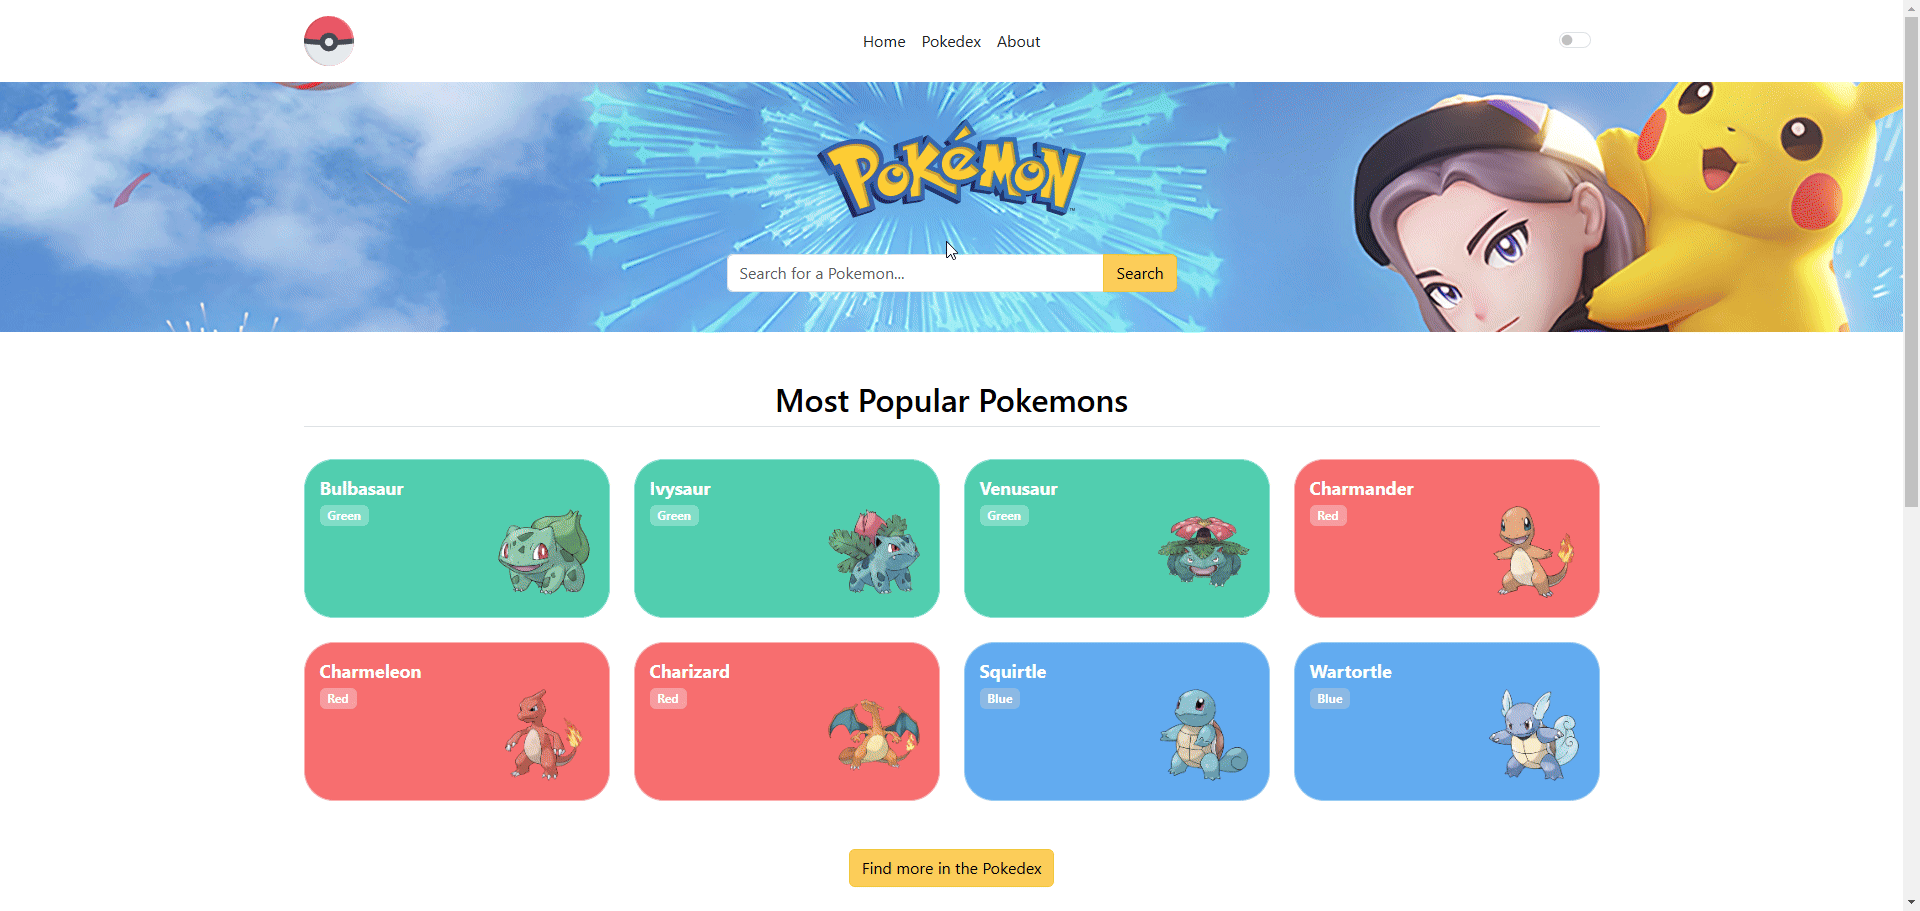 Home Pokedex About
POKéMON
TM
Search for a Pokemon... Search
Most Popular Pokemons
Bulbasaur Ivysaur Venusaur Charmander
Green Green Green Red
Charmeleon Charizard Squirtle Wartortle
Red Red Blue Blue
Find more in the Pokedex